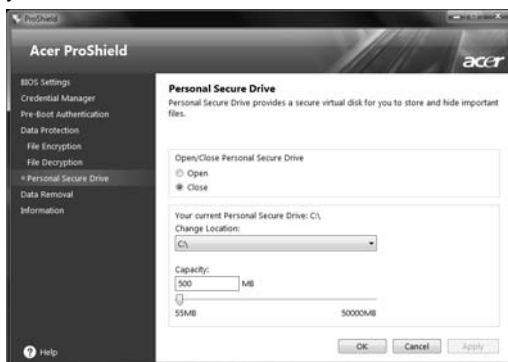 ProShield
Acer ProShield
acer
BIOS Settings
Credential Manager
Pre-Boot Authentication
Data Protection
File Encryption
File Decryption
Personal Secure Drive
Data Removal
Information
Help
Personal Secure Drive
Personal Secure Drive provides a secure virtual disk for you to store and hide important
files.
Open/Close Personal Secure Drive
Open
Close
Your current Personal Secure Drive: C:\,
Change Location:
C:\,
Capacity:
500 MB
55MB 50000MB
OK Cancel Apply